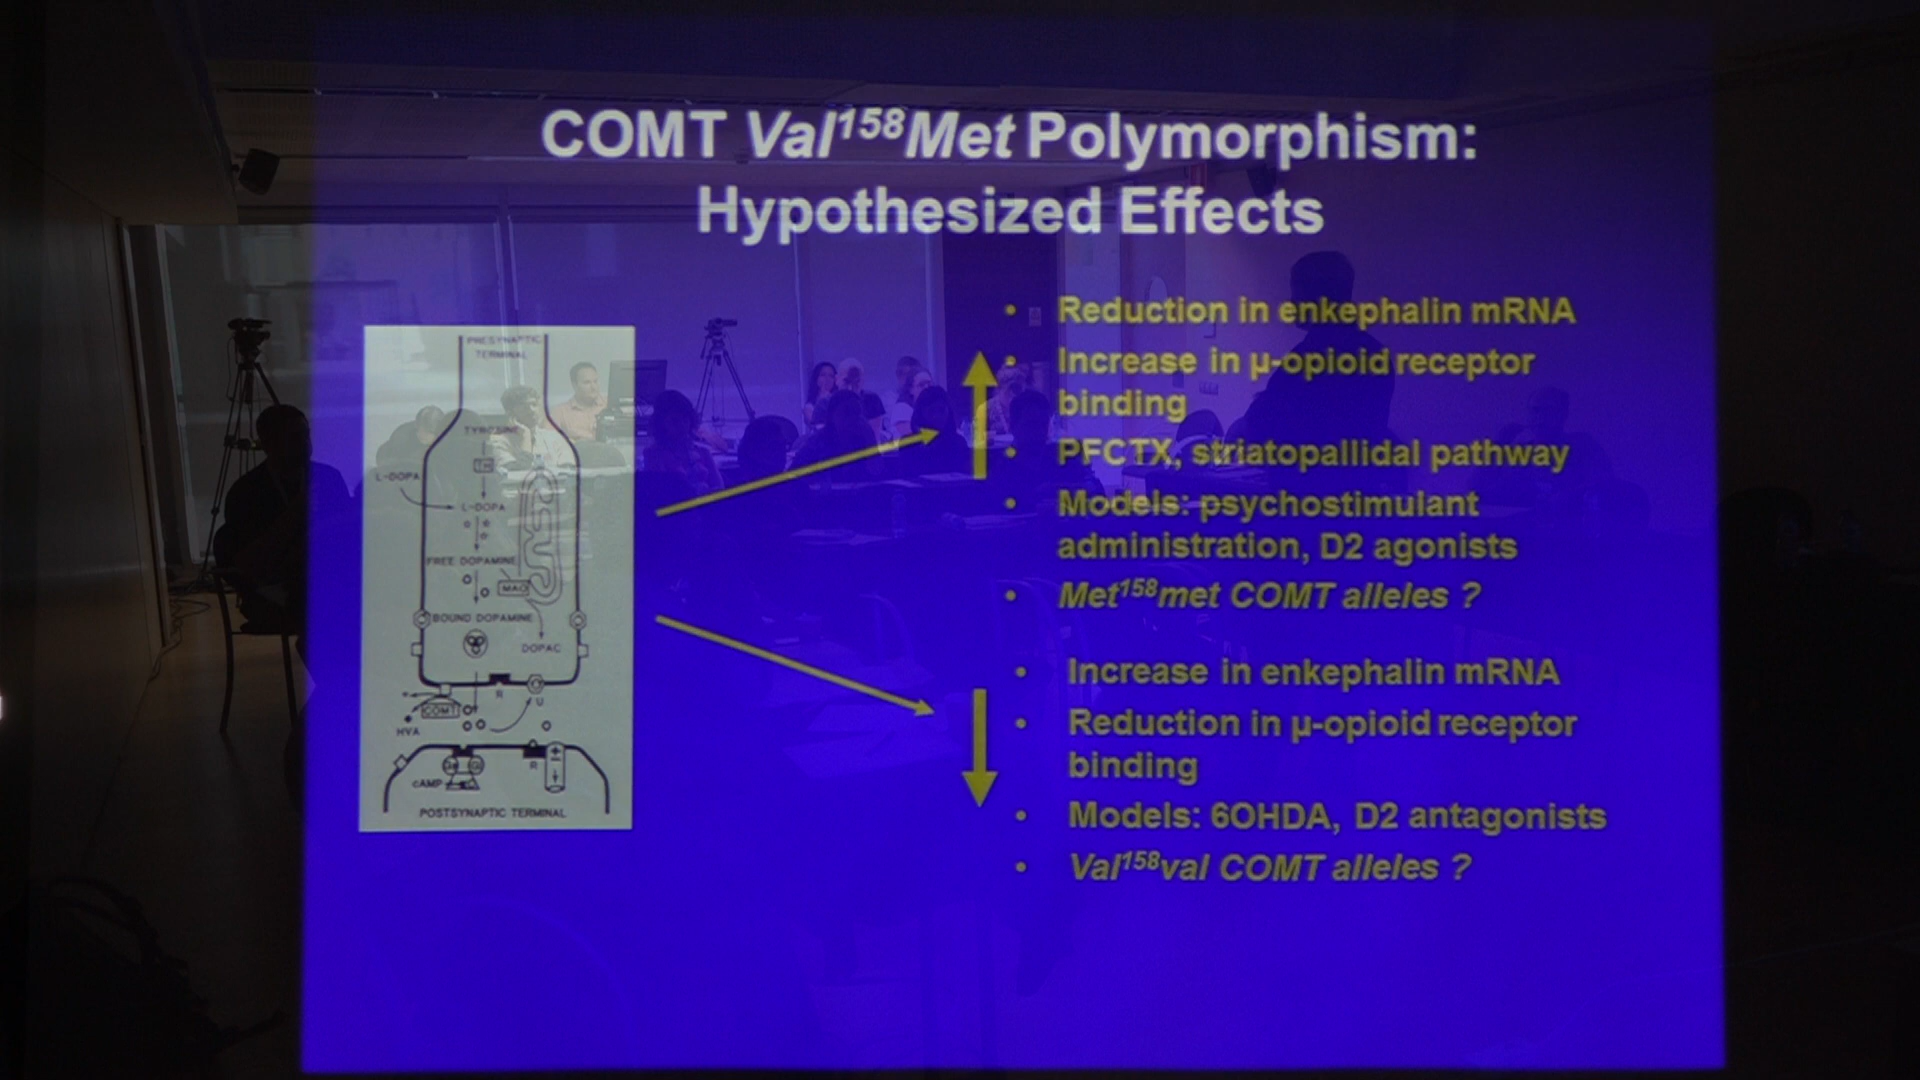 COMT Val¹⁵⁸Met Polymorphism:
Hypothesized Effects
• Reduction in enkephalin mRNA
• Increase in µ-opioid receptor
binding
• PFCTX, striatopallidal pathway
• Models: psychostimulant
administration, D2 agonists
• Met¹⁵⁸met COMT alleles ?
• Increase in enkephalin mRNA
• Reduction in µ-opioid receptor
binding
• Models: 6OHDA, D2 antagonists
• Val¹⁵⁸val COMT alleles ?
PRESYNAPTIC
TERMINAL
TYROSINE
TH
L-DOPA
L-DOPA
FREE DOPAMINE
MAO
BOUND DOPAMINE
DOPAC
R
U
COMT
HVA
R
cAMP
POSTSYNAPTIC TERMINAL